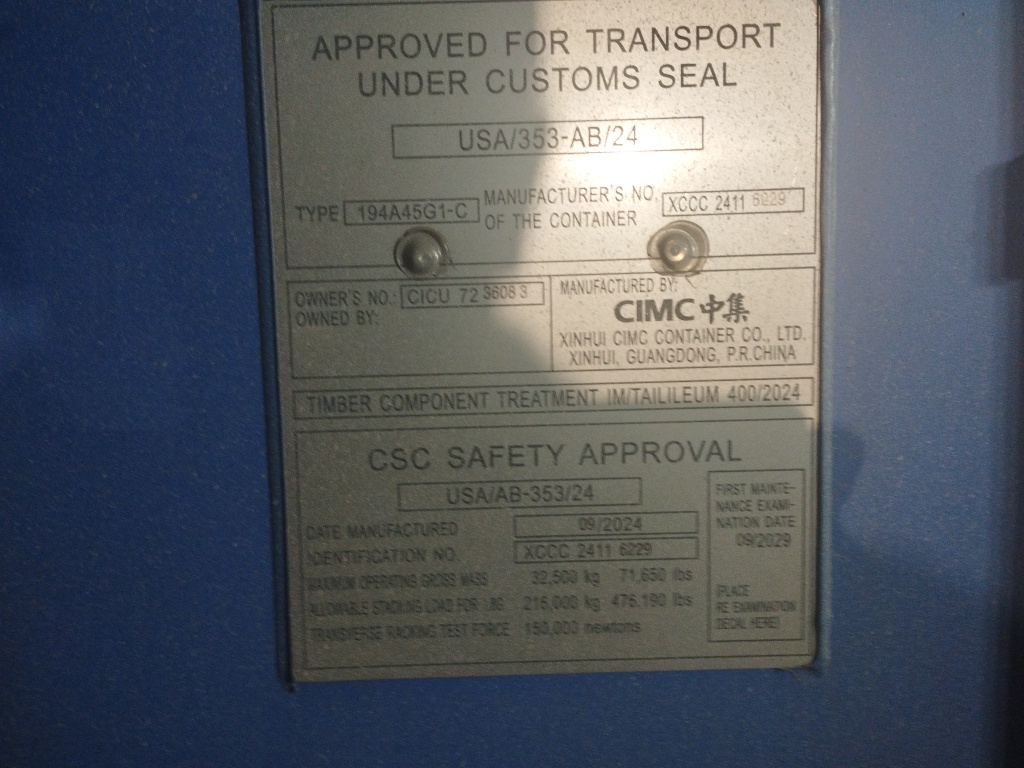 APPROVED FOR TRANSPORT
UNDER CUSTOMS SEAL
USA/353-AB/24
TYPE 194A45G1-C MANUFACTURER'S NO. OF THE CONTAINER XCCC 2411 6229
OWNER'S NO.: CICU 72 3608 3
OWNED BY:
MANUFACTURED BY:
CIMC 中集
XINHUI CIMC CONTAINER CO., LTD.
XINHUI, GUANGDONG, P.R.CHINA
TIMBER COMPONENT TREATMENT IM/TAILILEUM 400/2024
CSC SAFETY APPROVAL
USA/AB-353/24
DATE MANUFACTURED 09/2024
IDENTIFICATION NO. XCCC 2411 6229
MAXIMUM OPERATING GROSS MASS 32,500 kg 71,650 lbs
ALLOWABLE STACKING LOAD FOR 1.8G 216,000 kg 476,190 lbs
TRANSVERSE RACKING TEST FORCE 150,000 newtons
FIRST MAINTE-
NANCE EXAMI-
NATION DATE
09/2029
(PLACE
RE EXAMINATION
DECAL HERE)